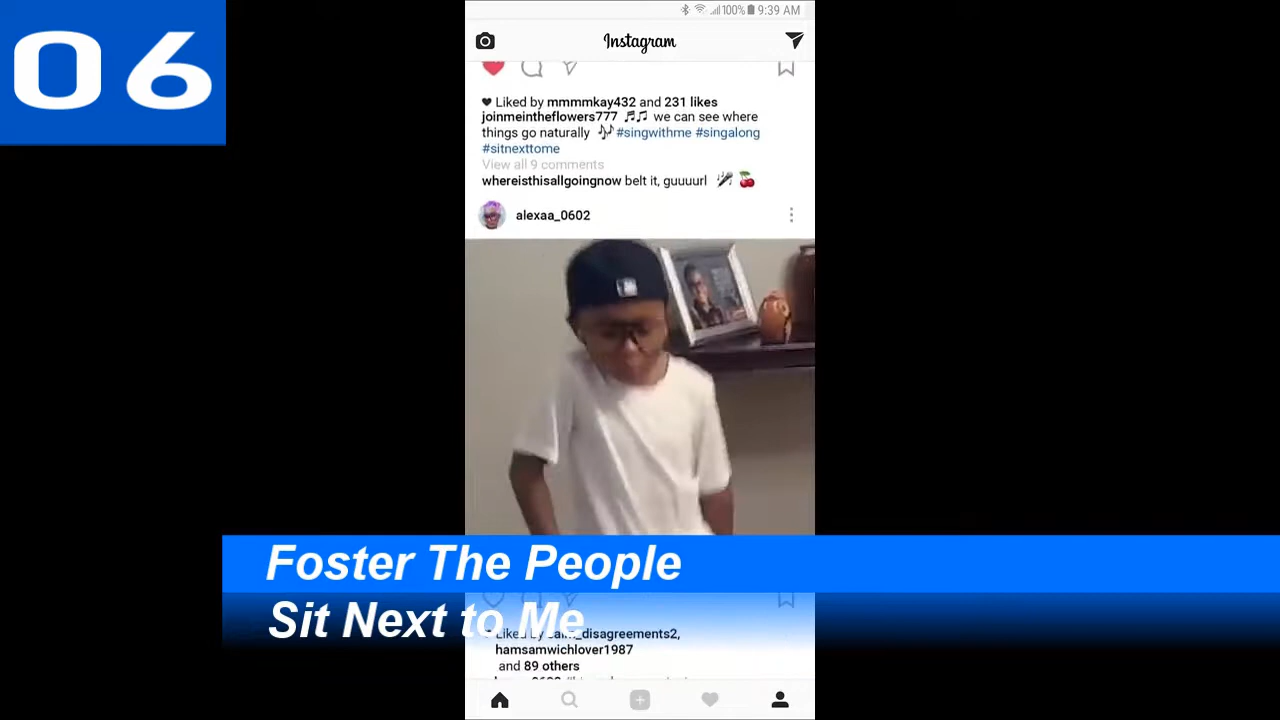 06
100% 9:39 AM
Instagram
Liked by mmmmkay432 and 231 likes
joinmeintheflowers777 🎵🎵 we can see where
things go naturally 🎶 #singwithme #singalong
#sitnexttome
View all 9 comments
whereisthisallgoingnow belt it, guuuurl 🎤 🍒
alexaa_0602
Foster The People
Sit Next to Me
Liked by
hamsamwichlover1987
and 89 others